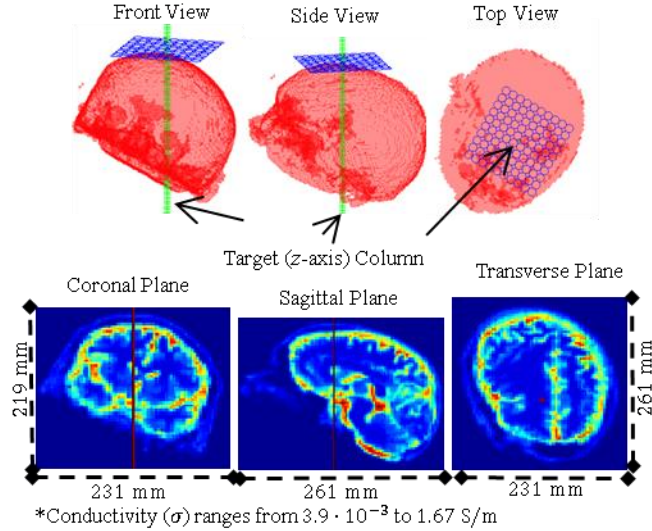 Front View
Side View
Top View
Target (z-axis) Column
Coronal Plane
Sagittal Plane
Transverse Plane
219 mm
261 mm
231 mm
261 mm
231 mm
*Conductivity (σ) ranges from 3.9 · 10⁻³ to 1.67 S/m